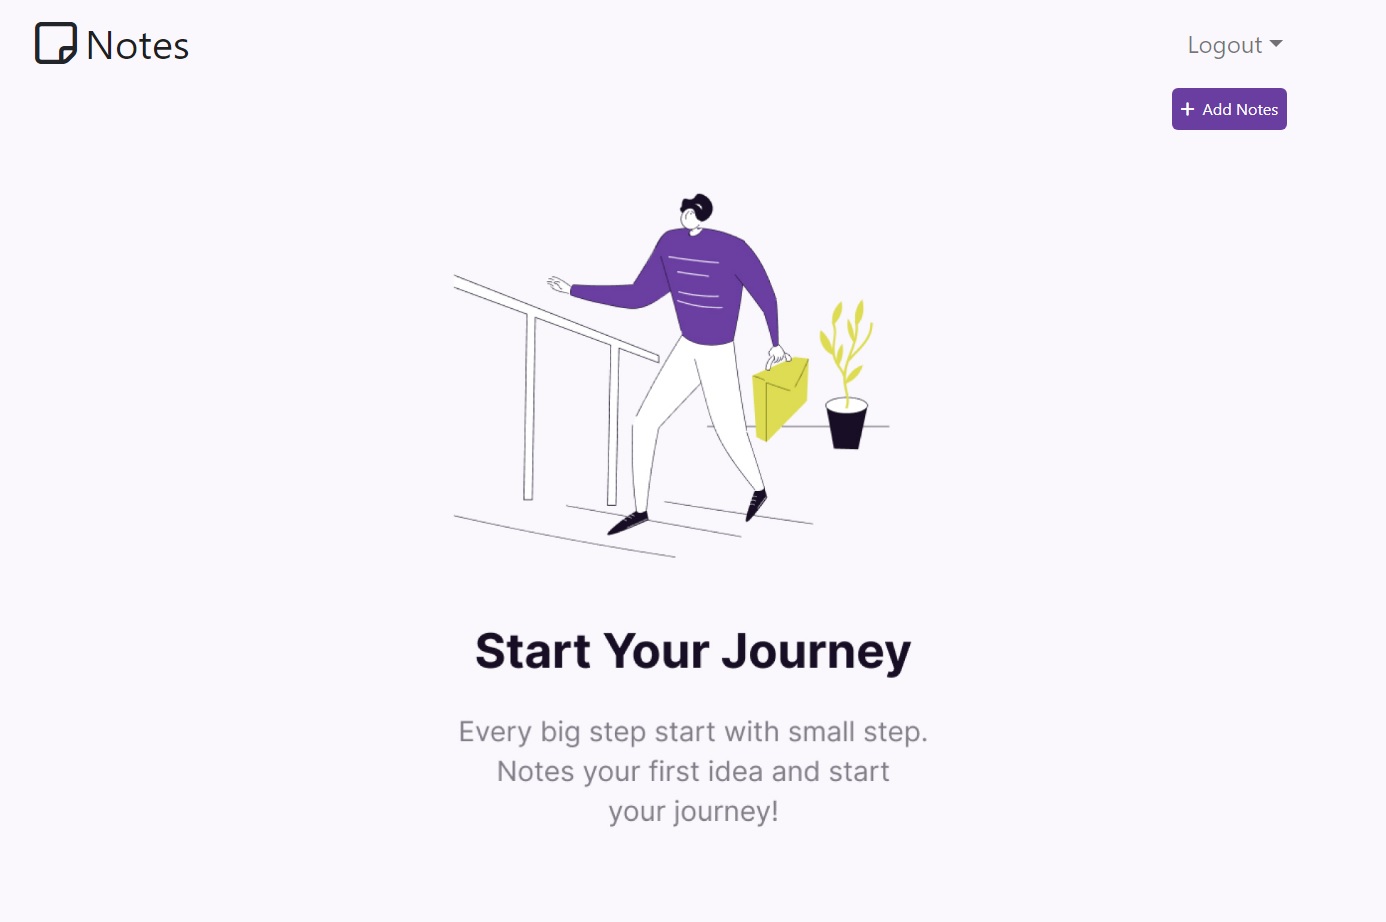 Notes
Logout
Add Notes
Start Your Journey
Every big step start with small step.
Notes your first idea and start
your journey!